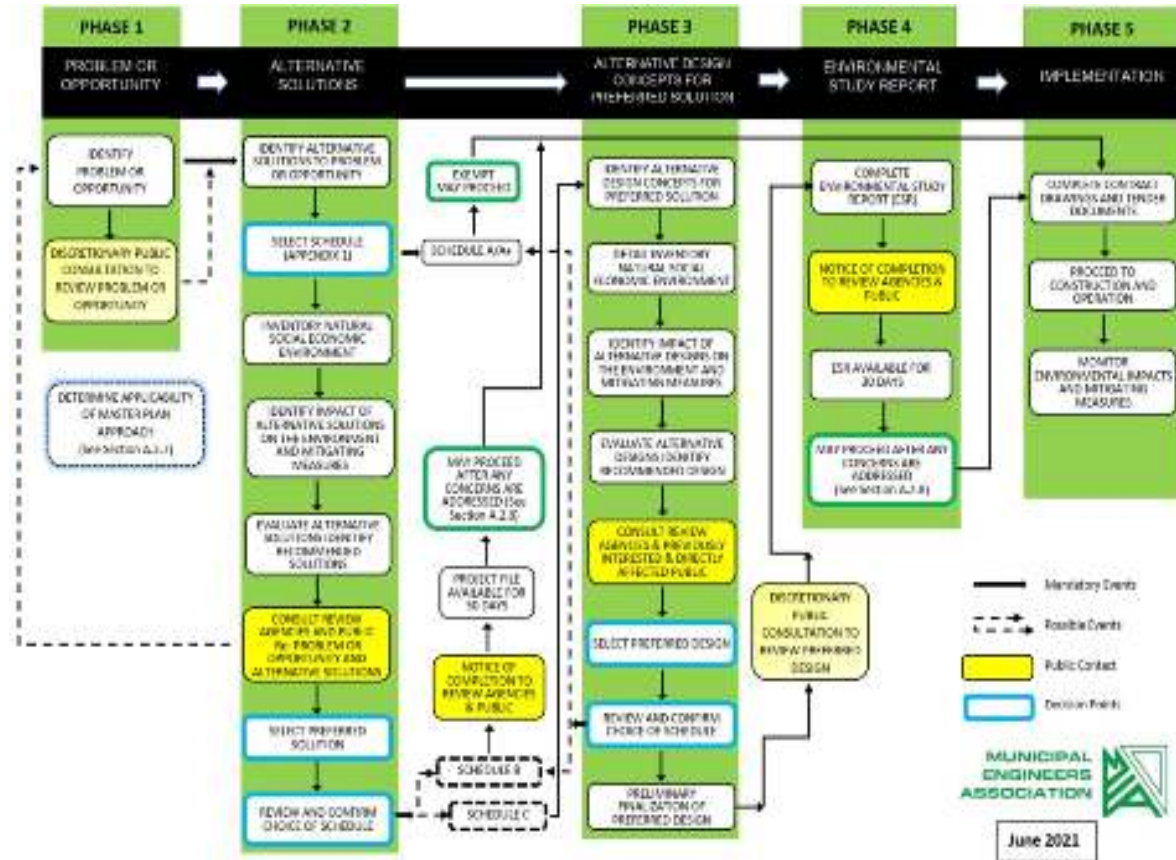 PHASE 1
PHASE 2
PHASE 3
PHASE 4
PHASE 5
PROBLEM OR
OPPORTUNITY
ALTERNATIVE
SOLUTIONS
ALTERNATIVE DESIGN
CONCEPTS FOR
PREFERRED SOLUTION
ENVIRONMENTAL
STUDY REPORT
IMPLEMENTATION
IDENTIFY
PROBLEM OR
OPPORTUNITY
DISCRETIONARY PUBLIC
CONSULTATION TO
REVIEW PROBLEM OR
OPPORTUNITY
DETERMINE APPLICABILITY
OF MASTER PLAN
APPROACH
IDENTIFY ALTERNATIVE
SOLUTIONS TO PROBLEM
OR OPPORTUNITY
SELECT SCHEDULE
(APPENDIX 1)
INVENTORY NATURAL
SOCIAL ECONOMIC
ENVIRONMENT
IDENTIFY IMPACT OF
ALTERNATIVE SOLUTIONS
ON THE ENVIRONMENT
AND MITIGATING
MEASURES
EVALUATE ALTERNATIVE
SOLUTIONS IDENTIFY
RECOMMENDED
SOLUTIONS
CONSULT REVIEW
AGENCIES AND PUBLIC
Re: PROBLEM OR
OPPORTUNITY AND
ALTERNATIVE SOLUTIONS
SELECT PREFERRED
SOLUTION
REVIEW AND CONFIRM
CHOICE OF SCHEDULE
EXEMPT
MAY PROCEED
SCHEDULE A/A+
MAY PROCEED
AFTER ANY
CONCERNS ARE
ADDRESSED (See
Section A.2.8)
PROJECT FILE
AVAILABLE FOR
30 DAYS
NOTICE OF
COMPLETION TO
REVIEW AGENCIES
& PUBLIC
SCHEDULE B
SCHEDULE C
IDENTIFY ALTERNATIVE
DESIGN CONCEPTS FOR
PREFERRED SOLUTION
DETAIL INVENTORY
NATURAL SOCIAL
ECONOMIC ENVIRONMENT
IDENTIFY IMPACT OF
ALTERNATIVE DESIGNS ON
THE ENVIRONMENT AND
MITIGATING MEASURES
EVALUATE ALTERNATIVE
DESIGNS IDENTIFY
RECOMMENDED DESIGN
CONSULT REVIEW
AGENCIES & PREVIOUSLY
INTERESTED & DIRECTLY
AFFECTED PUBLIC
SELECT PREFERRED DESIGN
REVIEW AND CONFIRM
CHOICE OF SCHEDULE
PRELIMINARY
FINALIZATION OF
PREFERRED DESIGN
DISCRETIONARY
PUBLIC
CONSULTATION TO
REVIEW PREFERRED
DESIGN
COMPLETE
ENVIRONMENTAL STUDY
REPORT (ESR)
NOTICE OF COMPLETION
TO REVIEW AGENCIES &
PUBLIC
ESR AVAILABLE FOR
30 DAYS
MAY PROCEED AFTER ANY
CONCERNS ARE
ADDRESSED
(See Section A.2.8)
COMPLETE CONTRACT
DRAWINGS AND TENDER
DOCUMENTS
PROCEED TO
CONSTRUCTION AND
OPERATION
MONITOR
ENVIRONMENTAL IMPACTS
AND MITIGATING
MEASURES
Mandatory Events
Possible Events
Public Contact
Decision Points
MUNICIPAL
ENGINEERS
ASSOCIATION
June 2021